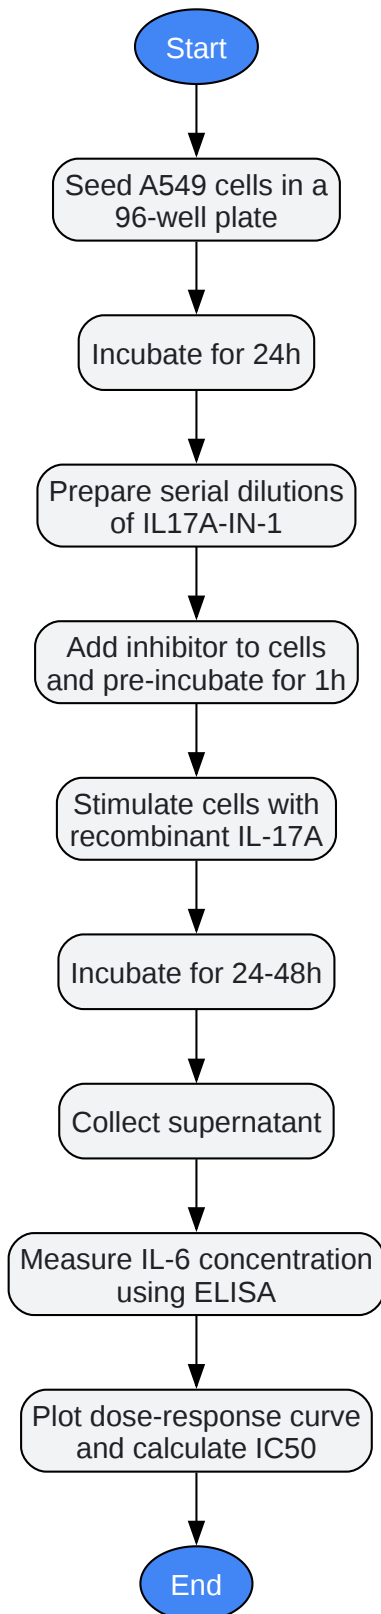 Start
Seed A549 cells in a
96-well plate
Incubate for 24h
Prepare serial dilutions
of IL17A-IN-1
Add inhibitor to cells
and pre-incubate for 1h
Stimulate cells with
recombinant IL-17A
Incubate for 24-48h
Collect supernatant
Measure IL-6 concentration
using ELISA
Plot dose-response curve
and calculate IC50
End